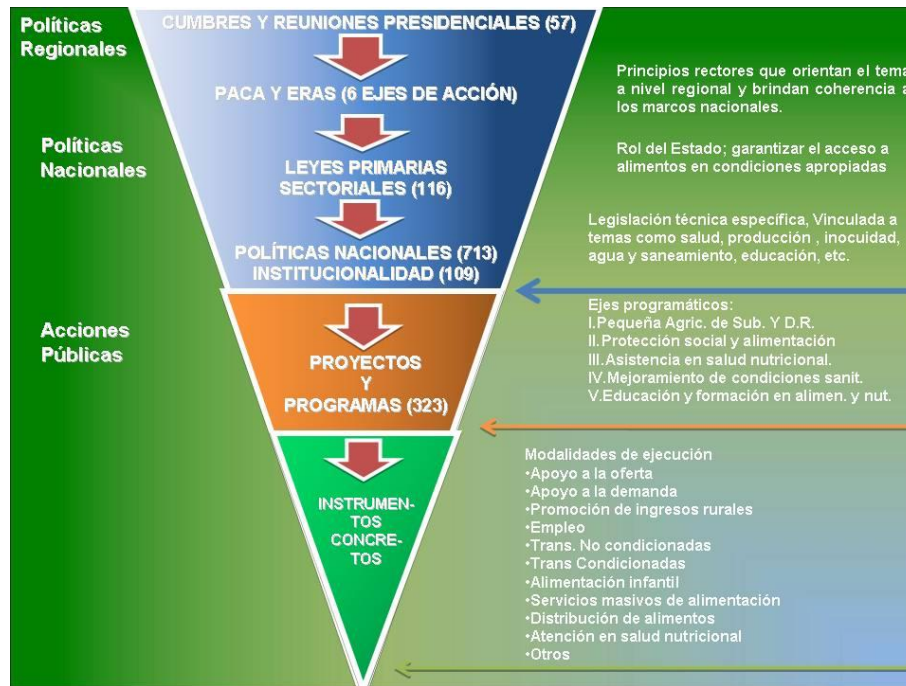 Políticas
Regionales
CUMBRES Y REUNIONES PRESIDENCIALES (57)
PACA Y ERAS (6 EJES DE ACCIÓN)
Principios rectores que orientan el tema
a nivel regional y brindan coherencia a
los marcos nacionales.
Políticas
Nacionales
LEYES PRIMARIAS
SECTORIALES (116)
Rol del Estado; garantizar el acceso a
alimentos en condiciones apropiadas
POLÍTICAS NACIONALES (713)
INSTITUCIONALIDAD (109)
Legislación técnica específica, Vinculada a
temas como salud, producción , inocuidad,
agua y saneamiento, educación, etc.
Acciones
Públicas
PROYECTOS
Y
PROGRAMAS (323)
Ejes programáticos:
I.Pequeña Agric. de Sub. Y D.R.
II.Protección social y alimentación
III.Asistencia en salud nutricional.
IV.Mejoramiento de condiciones sanit.
V.Educación y formación en alimen. y nut.
INSTRUMEN-
TOS
CONCRE-
TOS
Modalidades de ejecución
•Apoyo a la oferta
•Apoyo a la demanda
•Promoción de ingresos rurales
•Empleo
•Trans. No condicionadas
•Trans Condicionadas
•Alimentación infantil
•Servicios masivos de alimentación
•Distribución de alimentos
•Atención en salud nutricional
•Otros